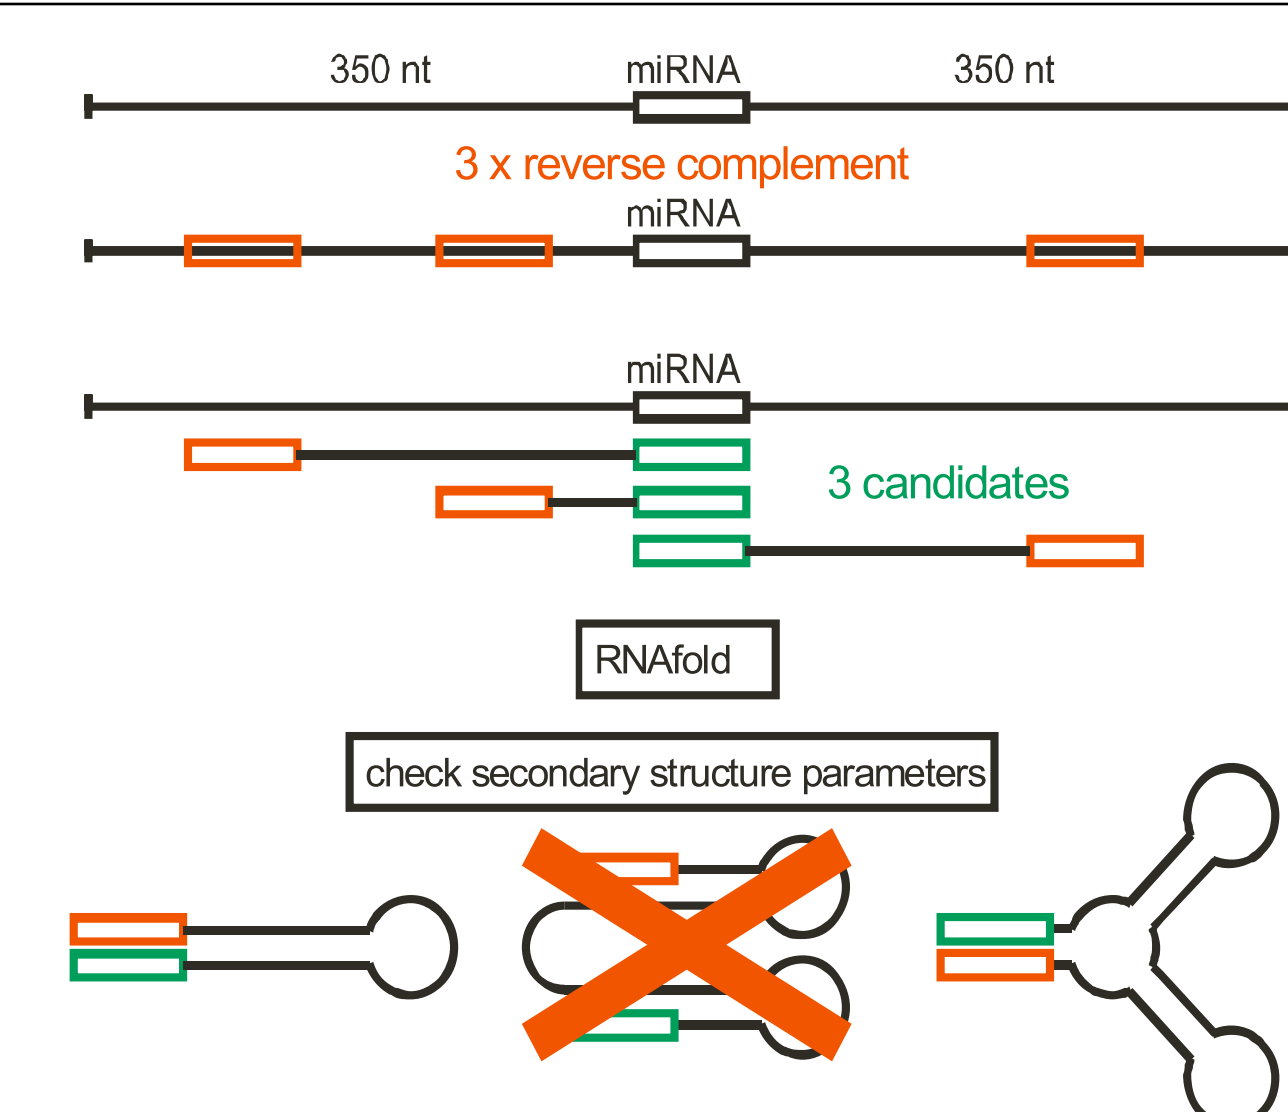 350 nt miRNA 350 nt
3 x reverse complement
miRNA
miRNA
3 candidates
RNAfold
check secondary structure parameters